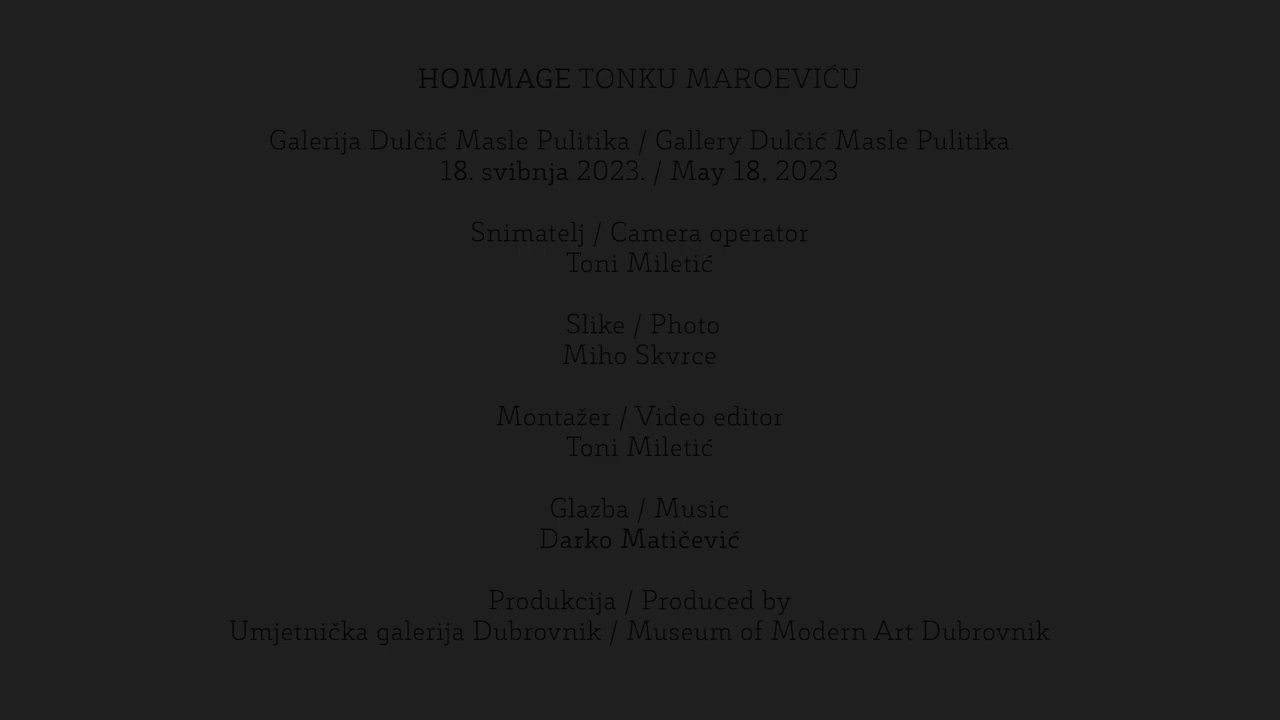 HOMMAGE TONKU MAROEVIĆU
Galerija Dulčić Masle Pulitika / Gallery Dulčić Masle Pulitika
18. svibnja 2023. / May 18, 2023
Snimatelj / Camera operator
Toni Miletić
Slike / Photo
Miho Skvrce
Montažer / Video editor
Toni Miletić
Glazba / Music
Darko Matičević
Produkcija / Produced by
Umjetnička galerija Dubrovnik / Museum of Modern Art Dubrovnik